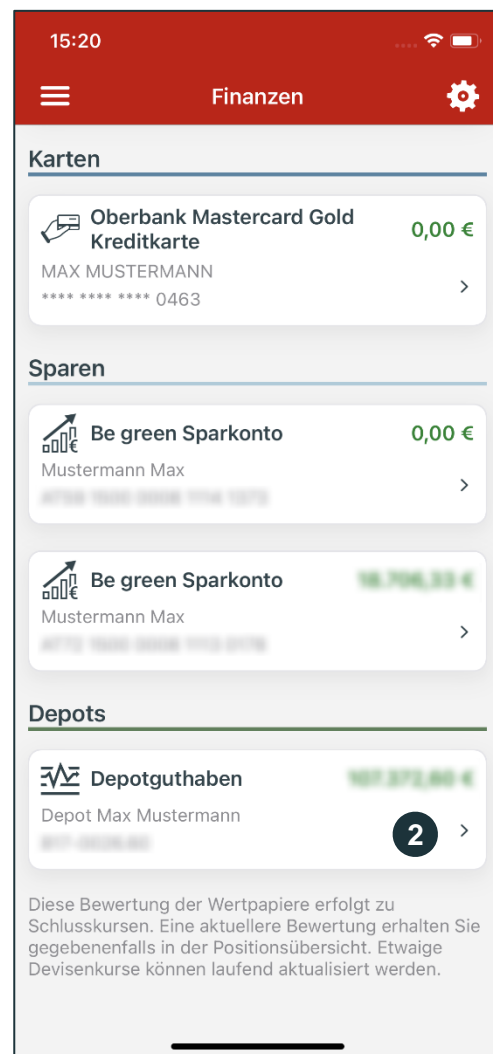 15:20
Finanzen
Karten
Oberbank Mastercard Gold
Kreditkarte
0,00 €
MAX MUSTERMANN
**** **** **** 0463
Sparen
Be green Sparkonto
0,00 €
Mustermann Max
Be green Sparkonto
Mustermann Max
Depots
Depotguthaben
Depot Max Mustermann
2
Diese Bewertung der Wertpapiere erfolgt zu
Schlusskursen. Eine aktuellere Bewertung erhalten Sie
gegebenenfalls in der Positionsübersicht. Etwaige
Devisenkurse können laufend aktualisiert werden.